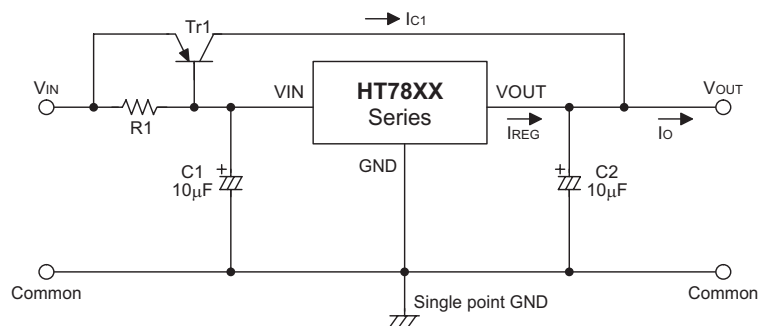 Tr1
IC1
VIN
R1
VIN
HT78XX
Series
VOUT
IREG
VOUT
IO
GND
C1
+
10μF
C2
+
10μF
Common
Single point GND
Common